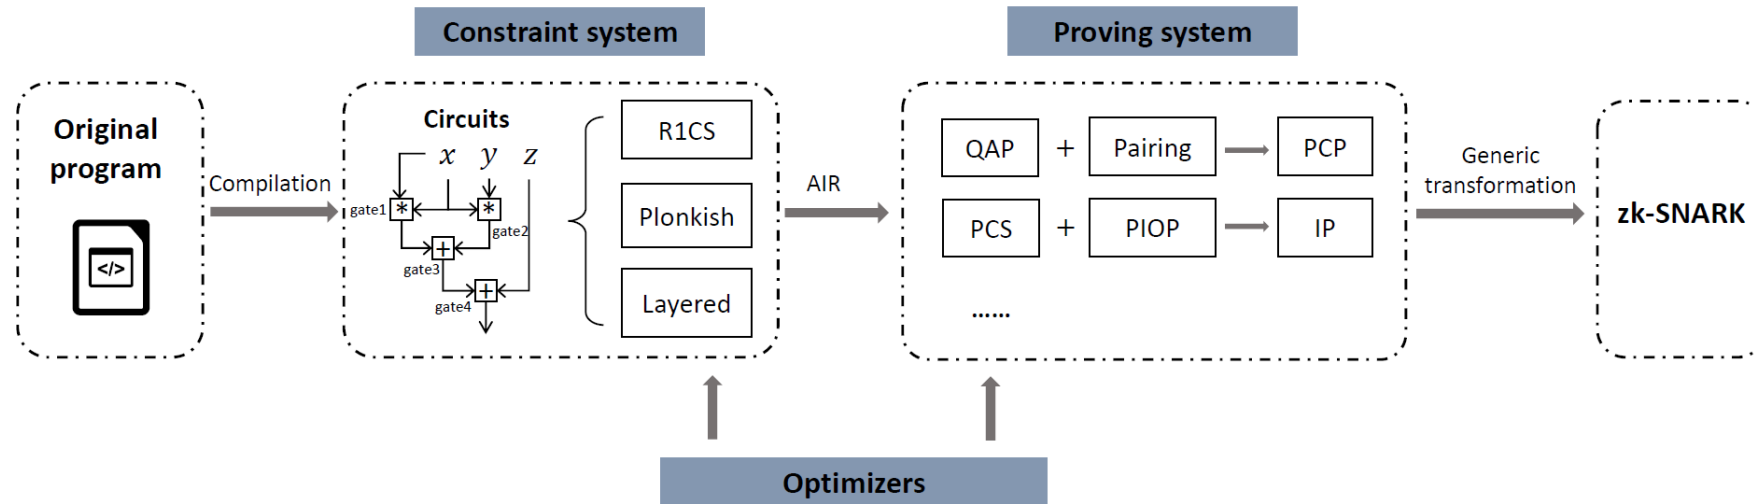 Constraint system
Proving system
Original
program
</>
Compilation
Circuits
x y z
gate1
*
*
gate2
+
gate3
+
gate4
R1CS
Plonkish
Layered
AIR
QAP + Pairing PCP
PCS + PIOP IP
......
Generic
transformation
zk-SNARK
Optimizers